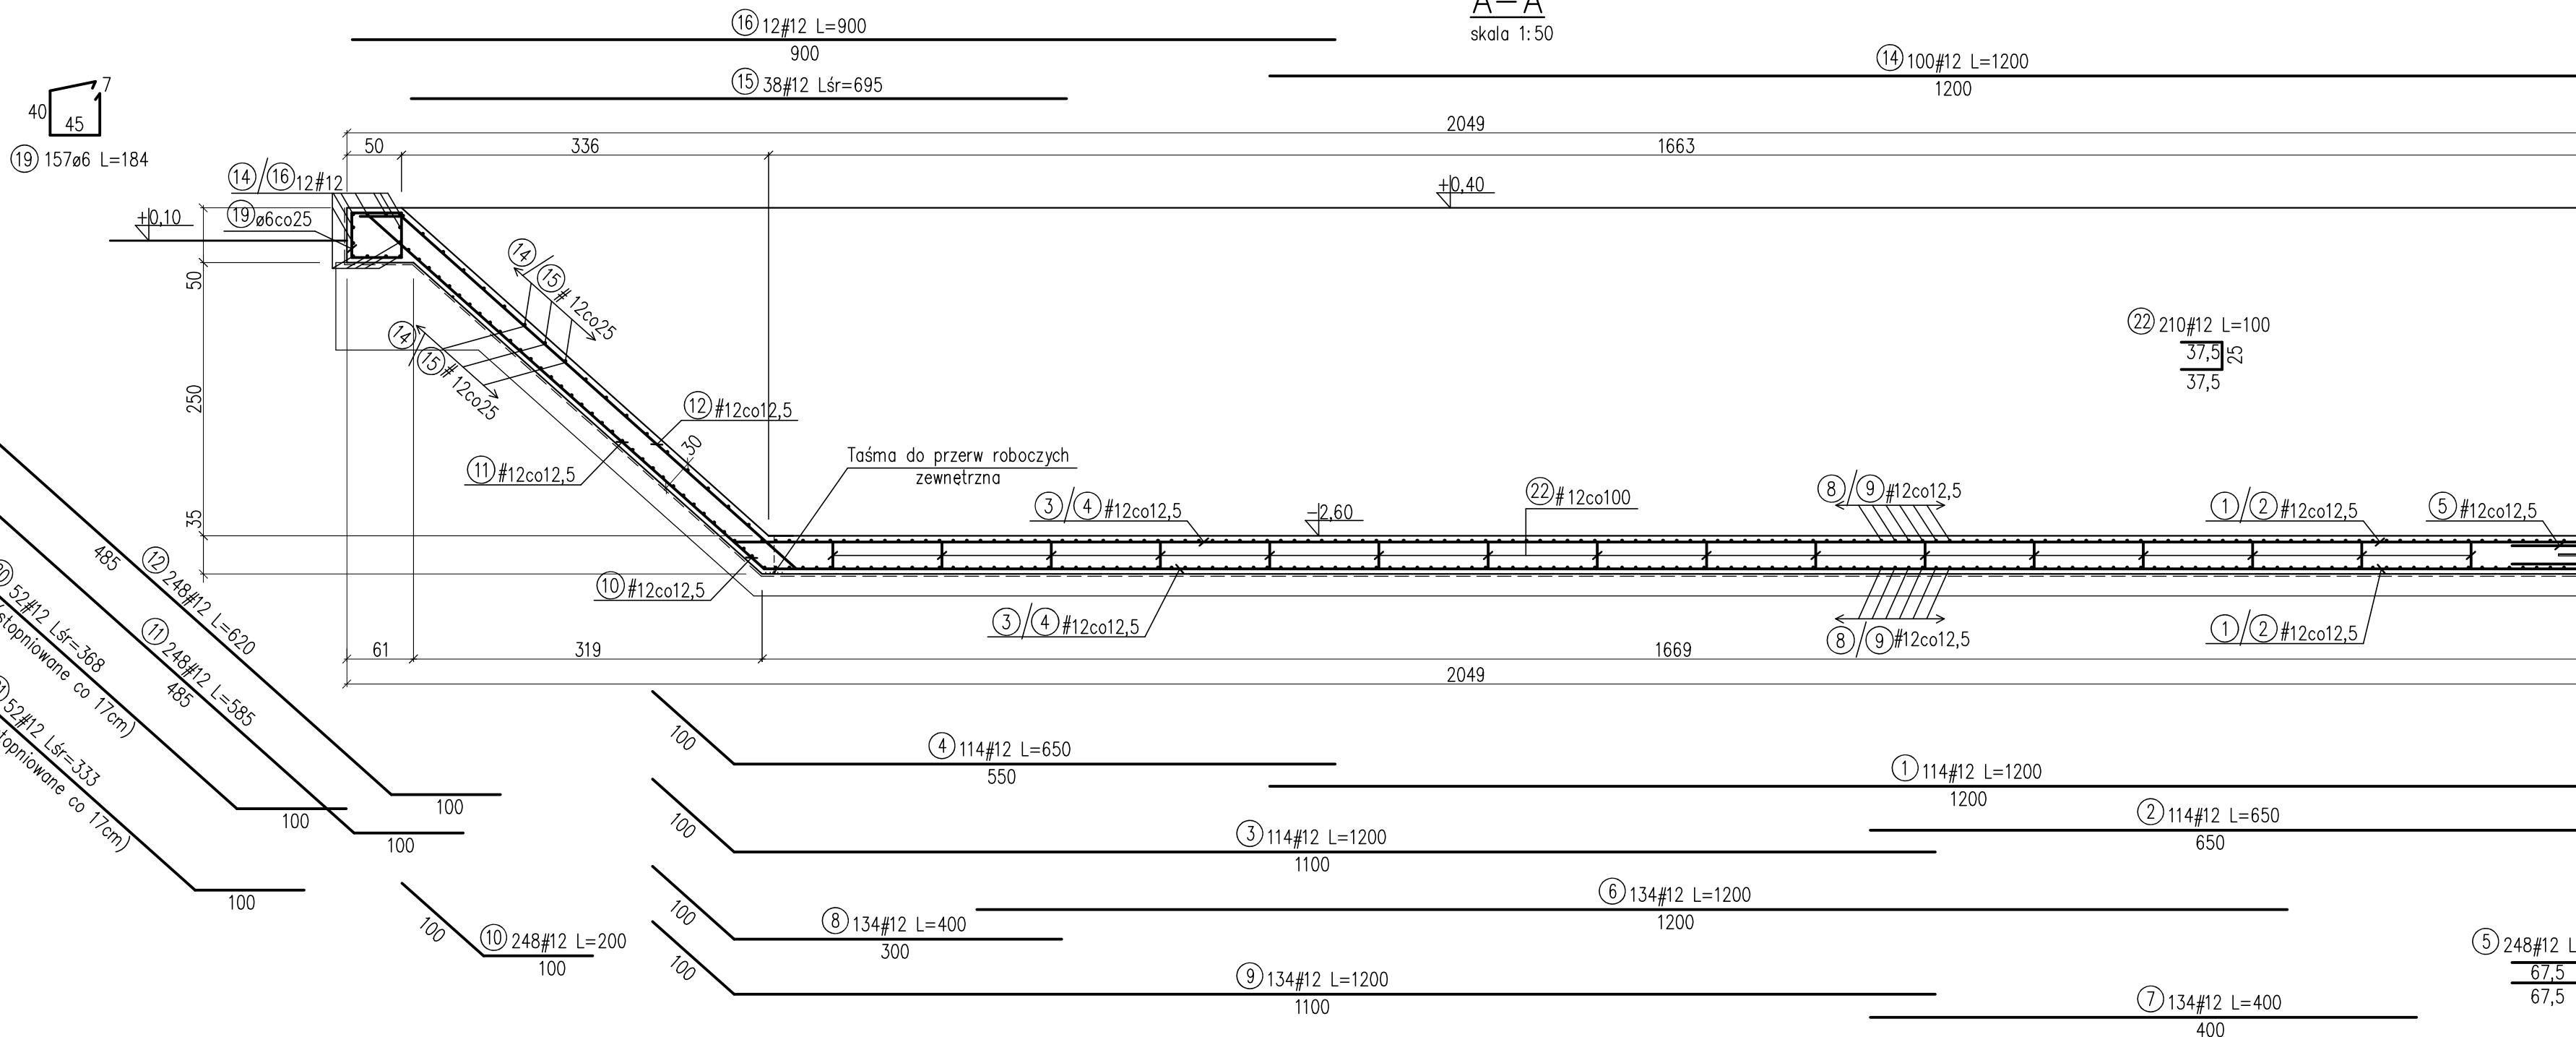 A–A
skala 1:50
16 12#12 L=900
900
15 38#12 Lśr=695
14 100#12 L=1200
1200
7
40
45
19 157ø6 L=184
2049
50
336
1663
14/16 12#12
+0,10
19 ø6co25
+0,40
50
250
35
14/15 #12co25
14/15 #12co25
12 #12co12,5
30
11 #12co12,5
Taśma do przerw roboczych
zewnętrzna
22 210#12 L=100
37,5
25
37,5
3/4 #12co12,5
-2,60
22 #12co100
8/9 #12co12,5
1/2 #12co12,5
5 #12co12,5
10 #12co12,5
3/4 #12co12,5
8/9 #12co12,5
1/2 #12co12,5
61
319
1669
2049
485
12 248#12 L=620
100
52#12 Lśr=368
stopniowane co 17cm)
100
11 248#12 L=585
485
100
52#12 Lśr=333
topniowane co 17cm)
100
100
4 114#12 L=650
550
1 114#12 L=1200
1200
2 114#12 L=650
650
100
3 114#12 L=1200
1100
6 134#12 L=1200
1200
100
8 134#12 L=400
300
100
10 248#12 L=200
100
100
9 134#12 L=1200
1100
7 134#12 L=400
400
5 248#12 L
67,5
67,5